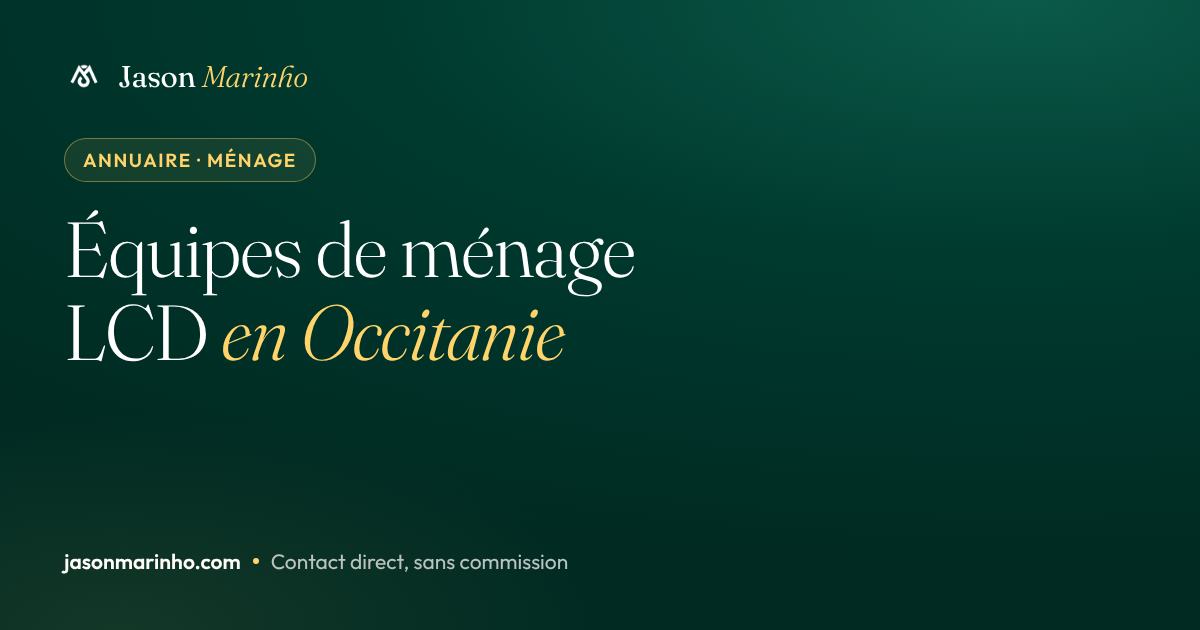 Jason Marinho
ANNUAIRE · MÉNAGE
Équipes de ménage
LCD en Occitanie
jasonmarinho.com • Contact direct, sans commission